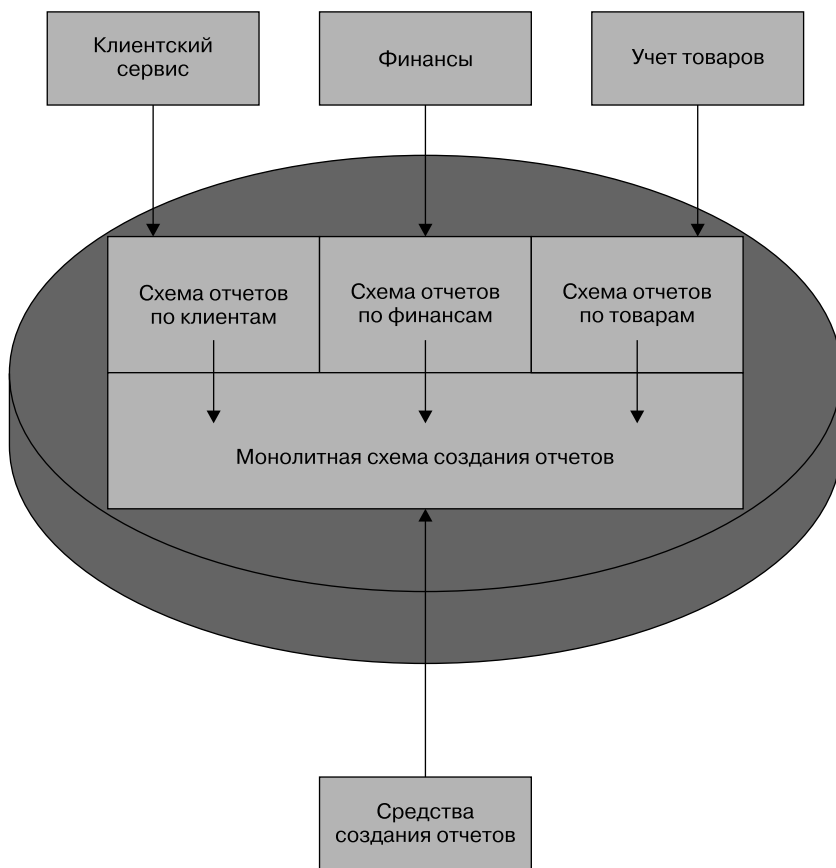 Клиентский
сервис
Финансы
Учет товаров
Схема отчетов
по клиентам
Схема отчетов
по финансам
Схема отчетов
по товарам
Монолитная схема создания отчетов
Средства
создания отчетов